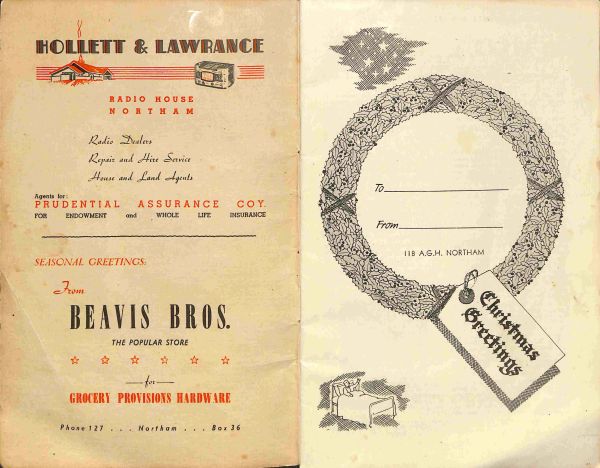 HOLLETT & LAWRANCE
RADIO HOUSE
NORTHAM
Radio Dealers
Repair and Hire Service
House and Land Agents
Agents for:
PRUDENTIAL ASSURANCE COY.
FOR ENDOWMENT and WHOLE LIFE INSURANCE
SEASONAL GREETINGS:
From
BEAVIS BROS.
THE POPULAR STORE
for
GROCERY PROVISIONS HARDWARE
Phone 127 . . . Northam . . . Box 36
To
From
118 A.G.H. NORTHAM
Christmas
Greetings